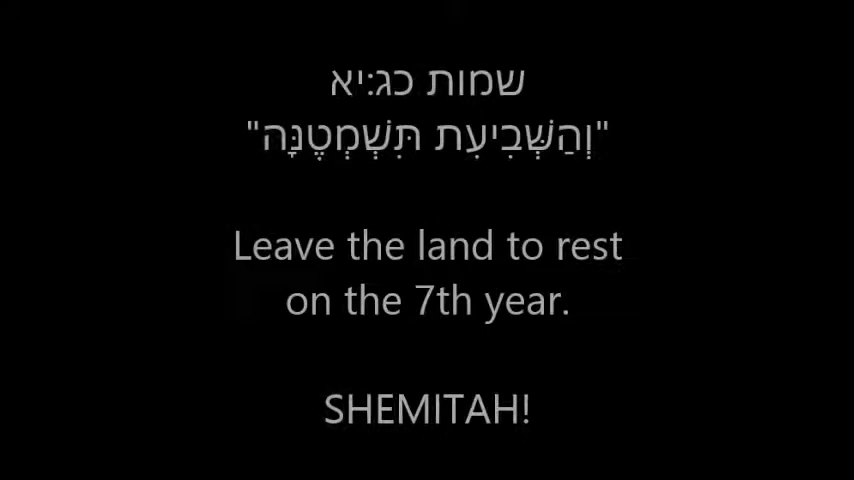 שמות כג:יא
"וְהַשְּׁבִיעִת תִּשְׁמְטֶנָּה"
Leave the land to rest
on the 7th year.
SHEMITAH!